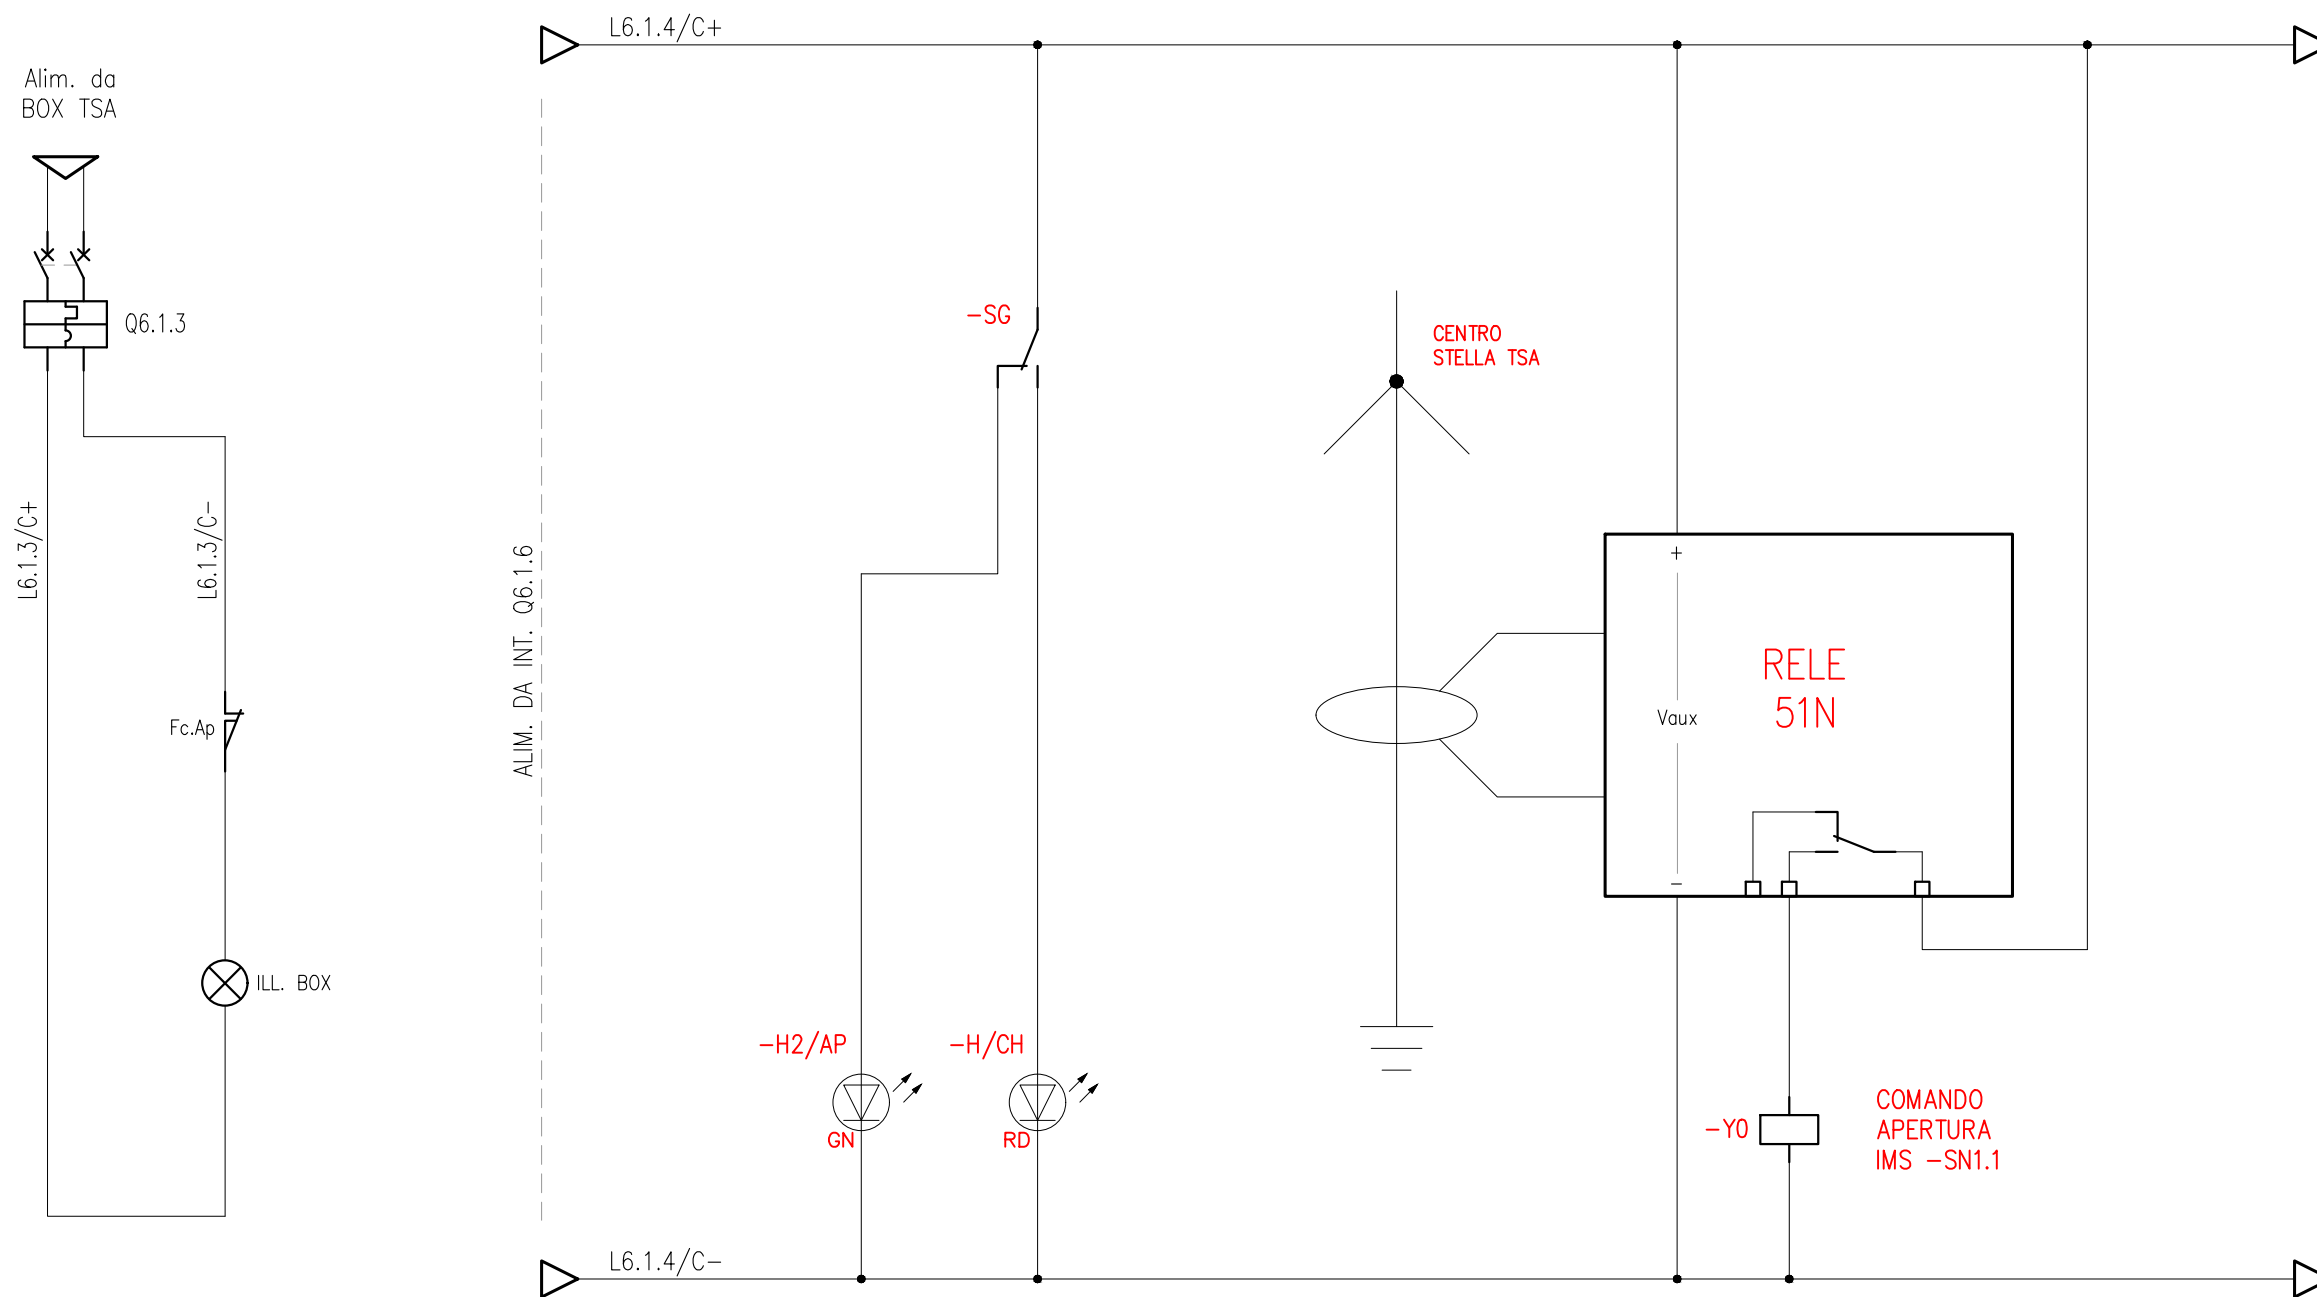 L6.1.4/C+
Alim. da
BOX TSA
Q6.1.3
-SG
CENTRO
STELLA TSA
L6.1.3/C+
L6.1.3/C-
ALIM. DA INT. Q6.1.6
+
RELE
51N
Vaux
Fc.Ap
-
ILL. BOX
-H2/AP
-H/CH
GN
RD
-Y0
COMANDO
APERTURA
IMS -SN1.1
L6.1.4/C-